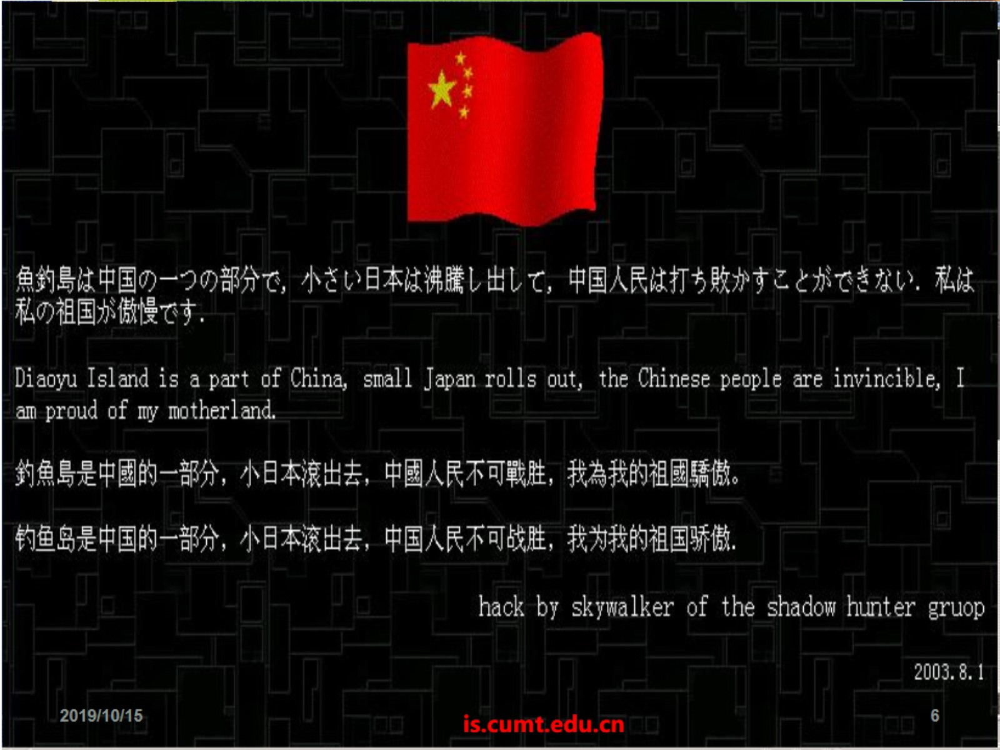 魚釣島は中国の一つの部分で, 小さい日本は沸騰し出して, 中国人民は打ち敗かすことができない. 私は
私の祖国が傲慢です.
Diaoyu Island is a part of China, small Japan rolls out, the Chinese people are invincible, I
am proud of my motherland.
釣魚島是中國的一部分，小日本滾出去，中國人民不可戰胜，我為我的祖國驕傲。
钓鱼岛是中国的一部分，小日本滚出去，中国人民不可战胜，我为我的祖国骄傲.
hack by skywalker of the shadow hunter gruop
2003.8.1
2019/10/15
is.cumt.edu.cn
6